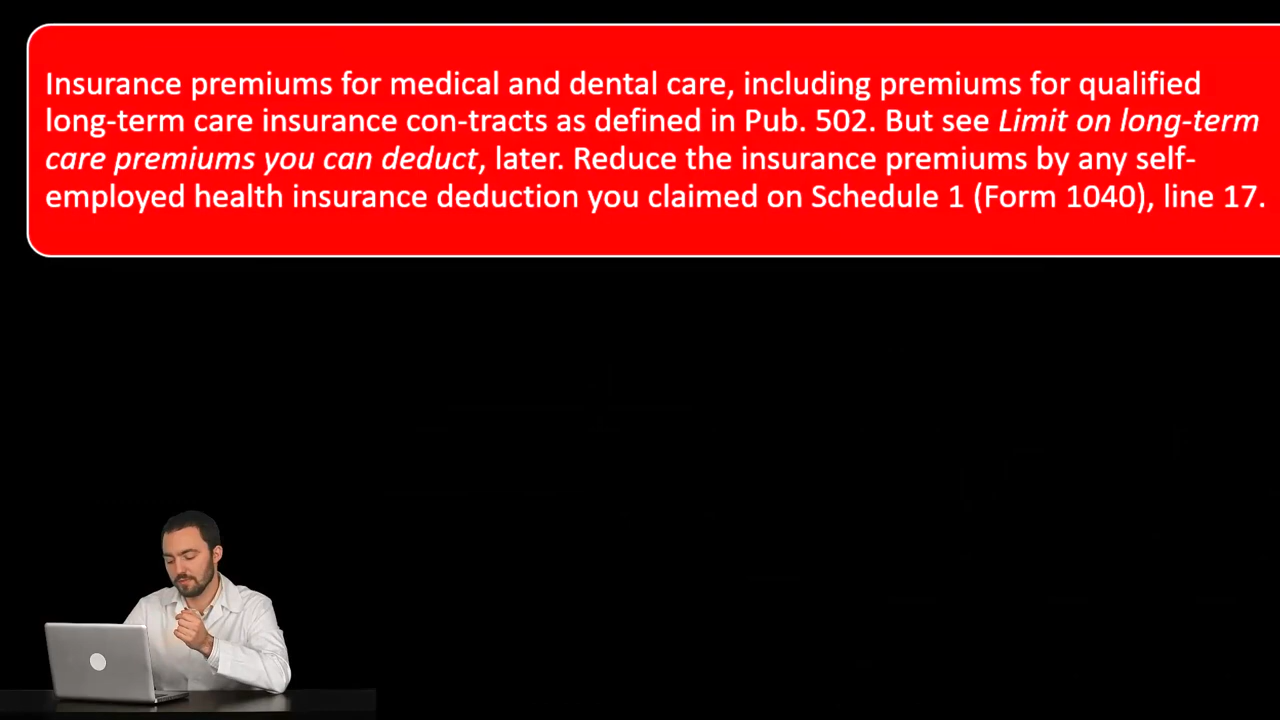 Insurance premiums for medical and dental care, including premiums for qualified
long-term care insurance con-tracts as defined in Pub. 502. But see Limit on long-term
care premiums you can deduct, later. Reduce the insurance premiums by any self-
employed health insurance deduction you claimed on Schedule 1 (Form 1040), line 17.